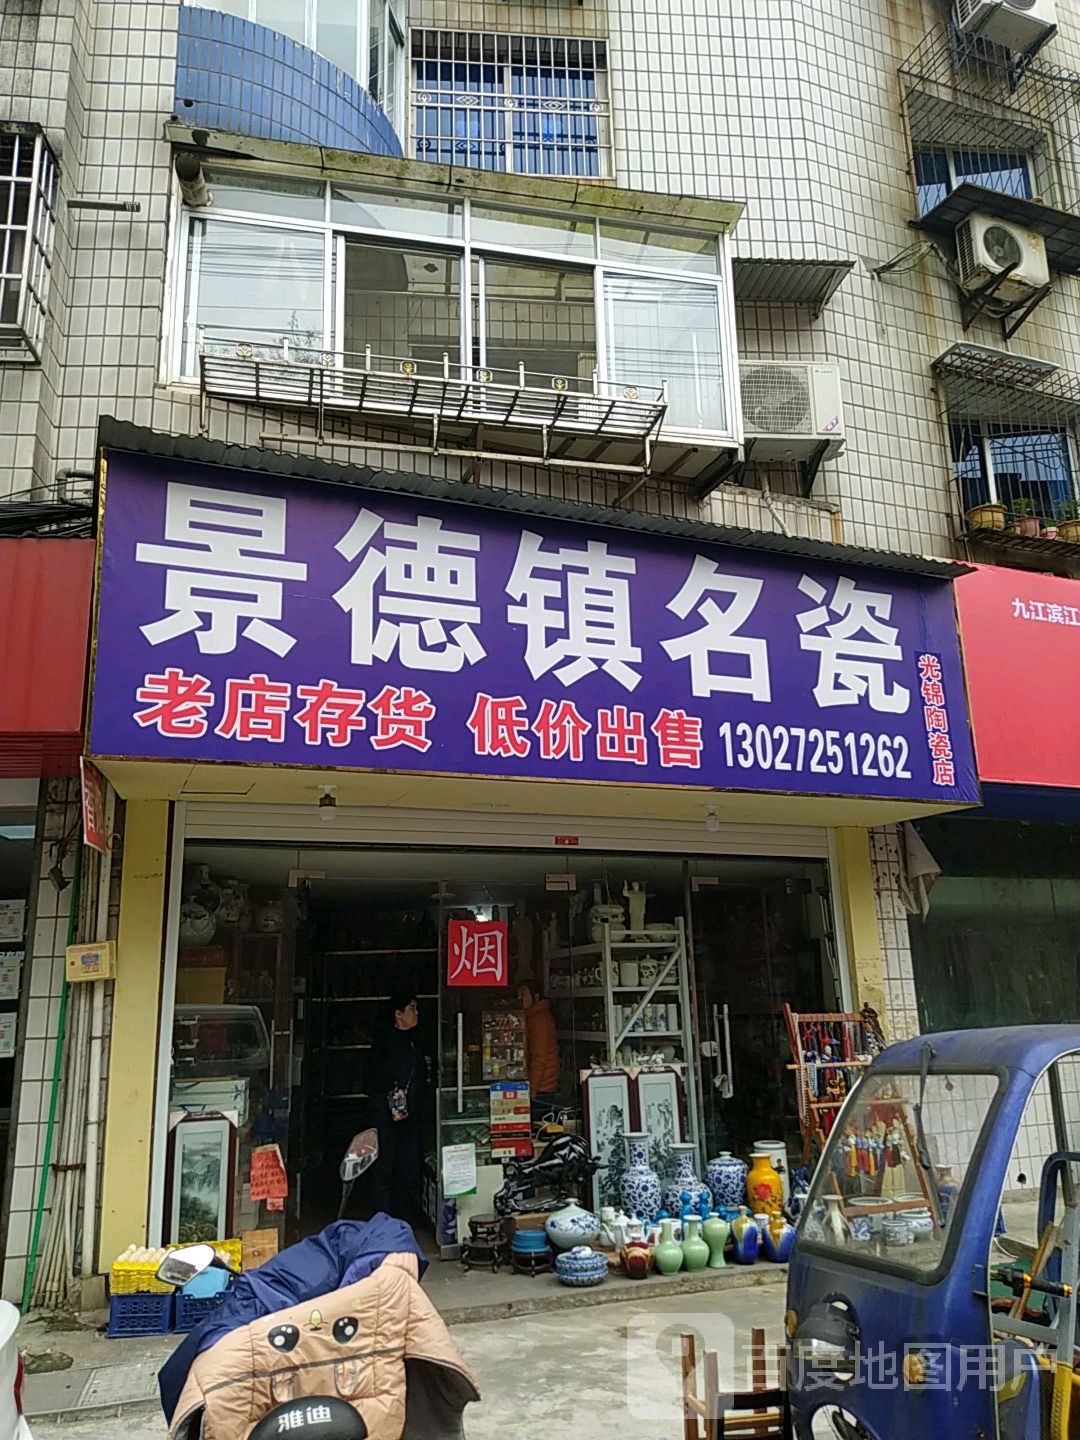 景德镇名瓷
老店存货 低价出售 13027251262
光锦陶瓷店
九江滨江
烟
雅迪
百度地图用户